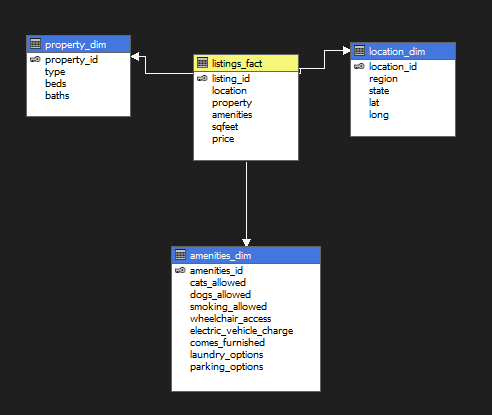 property_dim
property_id
type
beds
baths
listings_fact
listing_id
location
property
amenities
sqfeet
price
location_dim
location_id
region
state
lat
long
amenities_dim
amenities_id
cats_allowed
dogs_allowed
smoking_allowed
wheelchair_access
electric_vehicle_charge
comes_furnished
laundry_options
parking_options